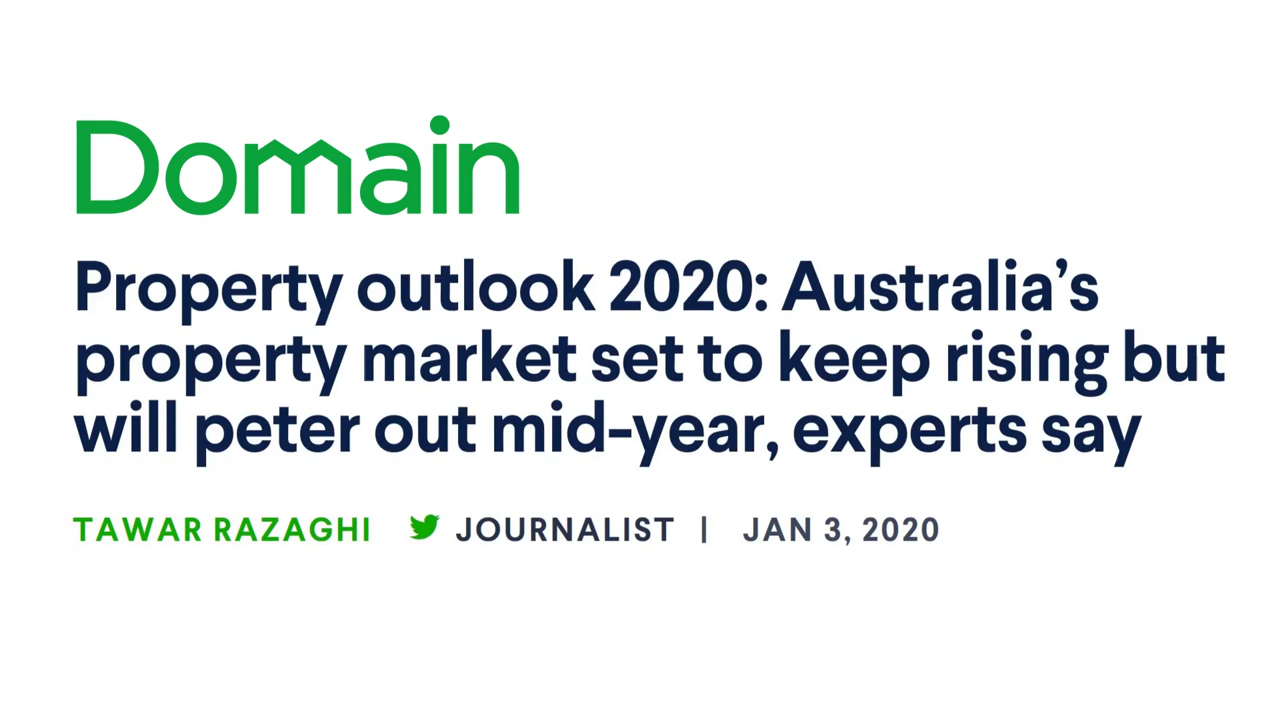 Domain
Property outlook 2020: Australia’s
property market set to keep rising but
will peter out mid-year, experts say
TAWAR RAZAGHI JOURNALIST | JAN 3, 2020